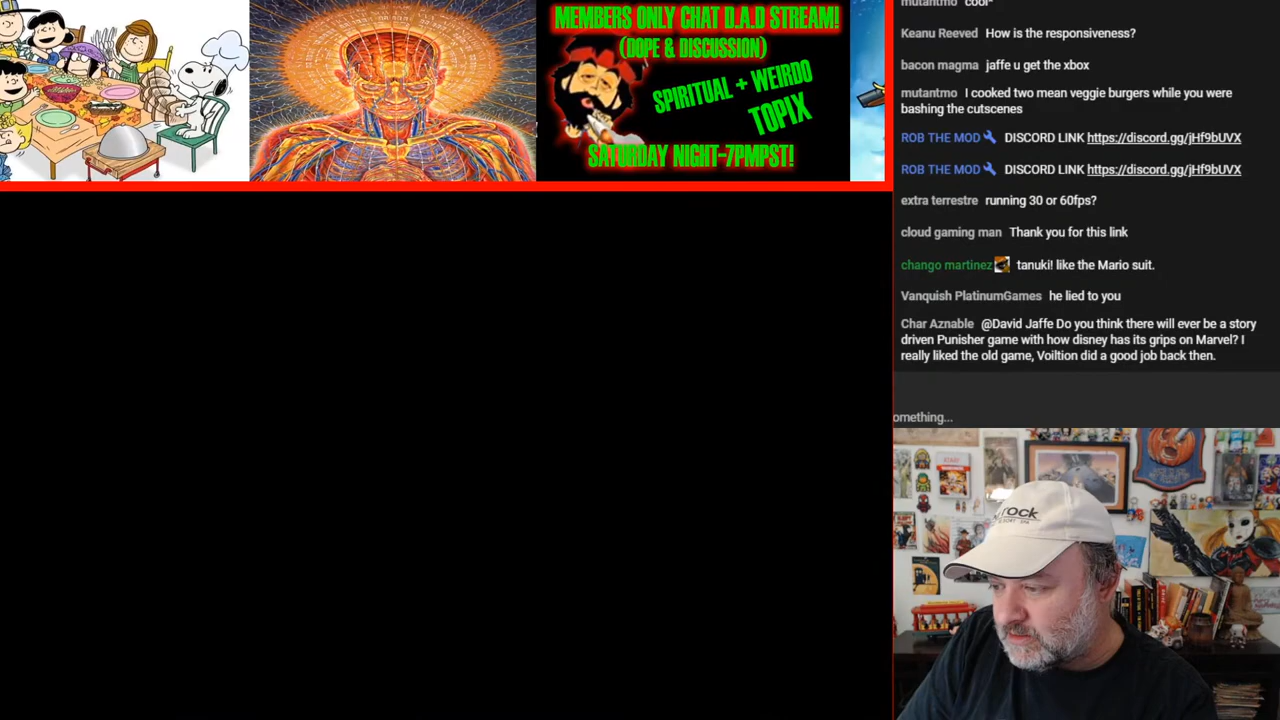 MEMBERS ONLY CHAT D.A.D STREAM!
(DOPE & DISCUSSION)
SPIRITUAL + WEIRDO
TOPIX
SATURDAY NIGHT-7PMPST!
mutantmo cool*
Keanu Reeved How is the responsiveness?
bacon magma jaffe u get the xbox
mutantmo I cooked two mean veggie burgers while you were
bashing the cutscenes
ROB THE MOD DISCORD LINK https://discord.gg/jHf9bUVX
ROB THE MOD DISCORD LINK https://discord.gg/jHf9bUVX
extra terrestre running 30 or 60fps?
cloud gaming man Thank you for this link
chango martinez tanuki! like the Mario suit.
Vanquish PlatinumGames he lied to you
Char Aznable @David Jaffe Do you think there will ever be a story
driven Punisher game with how disney has its grips on Marvel? I
really liked the old game, Voiltion did a good job back then.
omething...
rock